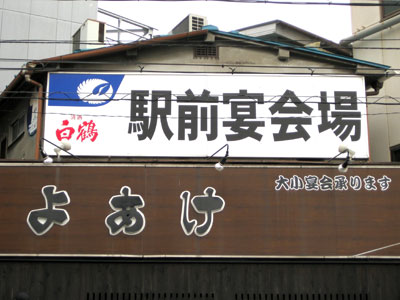 清酒
白鶴
駅前宴会場
大小宴会承ります
よあけ